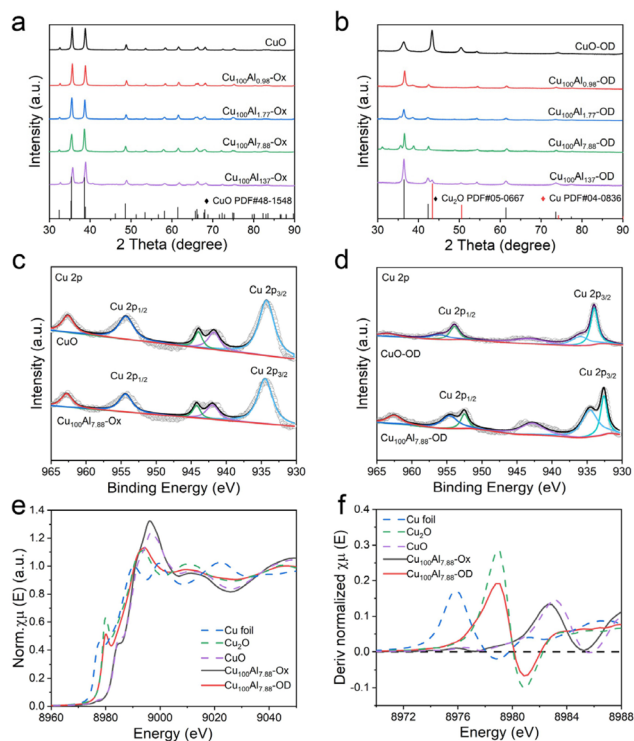 a
Intensity (a.u.)
CuO
Cu100Al0.98-Ox
Cu100Al1.77-Ox
Cu100Al7.88-Ox
Cu100Al137-Ox
♦ CuO PDF#48-1548
30 40 50 60 70 80 90
2 Theta (degree)
b
Intensity (a.u.)
CuO-OD
Cu100Al0.98-OD
Cu100Al1.77-OD
Cu100Al7.88-OD
Cu100Al137-OD
♦ Cu2O PDF#05-0667 ♦ Cu PDF#04-0836
30 40 50 60 70 80 90
2 Theta (degree)
c
Intensity (a.u.)
Cu 2p
Cu 2p3/2
Cu 2p1/2
CuO
Cu 2p3/2
Cu 2p1/2
Cu100Al7.88-Ox
965 960 955 950 945 940 935 930
Binding Energy (eV)
d
Intensity (a.u.)
Cu 2p
Cu 2p3/2
Cu 2p1/2
CuO-OD
Cu 2p3/2
Cu 2p1/2
Cu100Al7.88-OD
965 960 955 950 945 940 935 930
Binding Energy (eV)
e
Norm. χμ (E) (a.u.)
1.4
1.2
1.0
0.8
0.6
0.4
0.2
0.0
Cu foil
Cu2O
CuO
Cu100Al7.88-Ox
Cu100Al7.88-OD
8960 8980 9000 9020 9040
Energy (eV)
f
Deriv normalized χμ (E)
0.4
0.3
0.2
0.1
0.0
-0.1
Cu foil
Cu2O
CuO
Cu100Al7.88-Ox
Cu100Al7.88-OD
8972 8976 8980 8984 8988
Energy (eV)